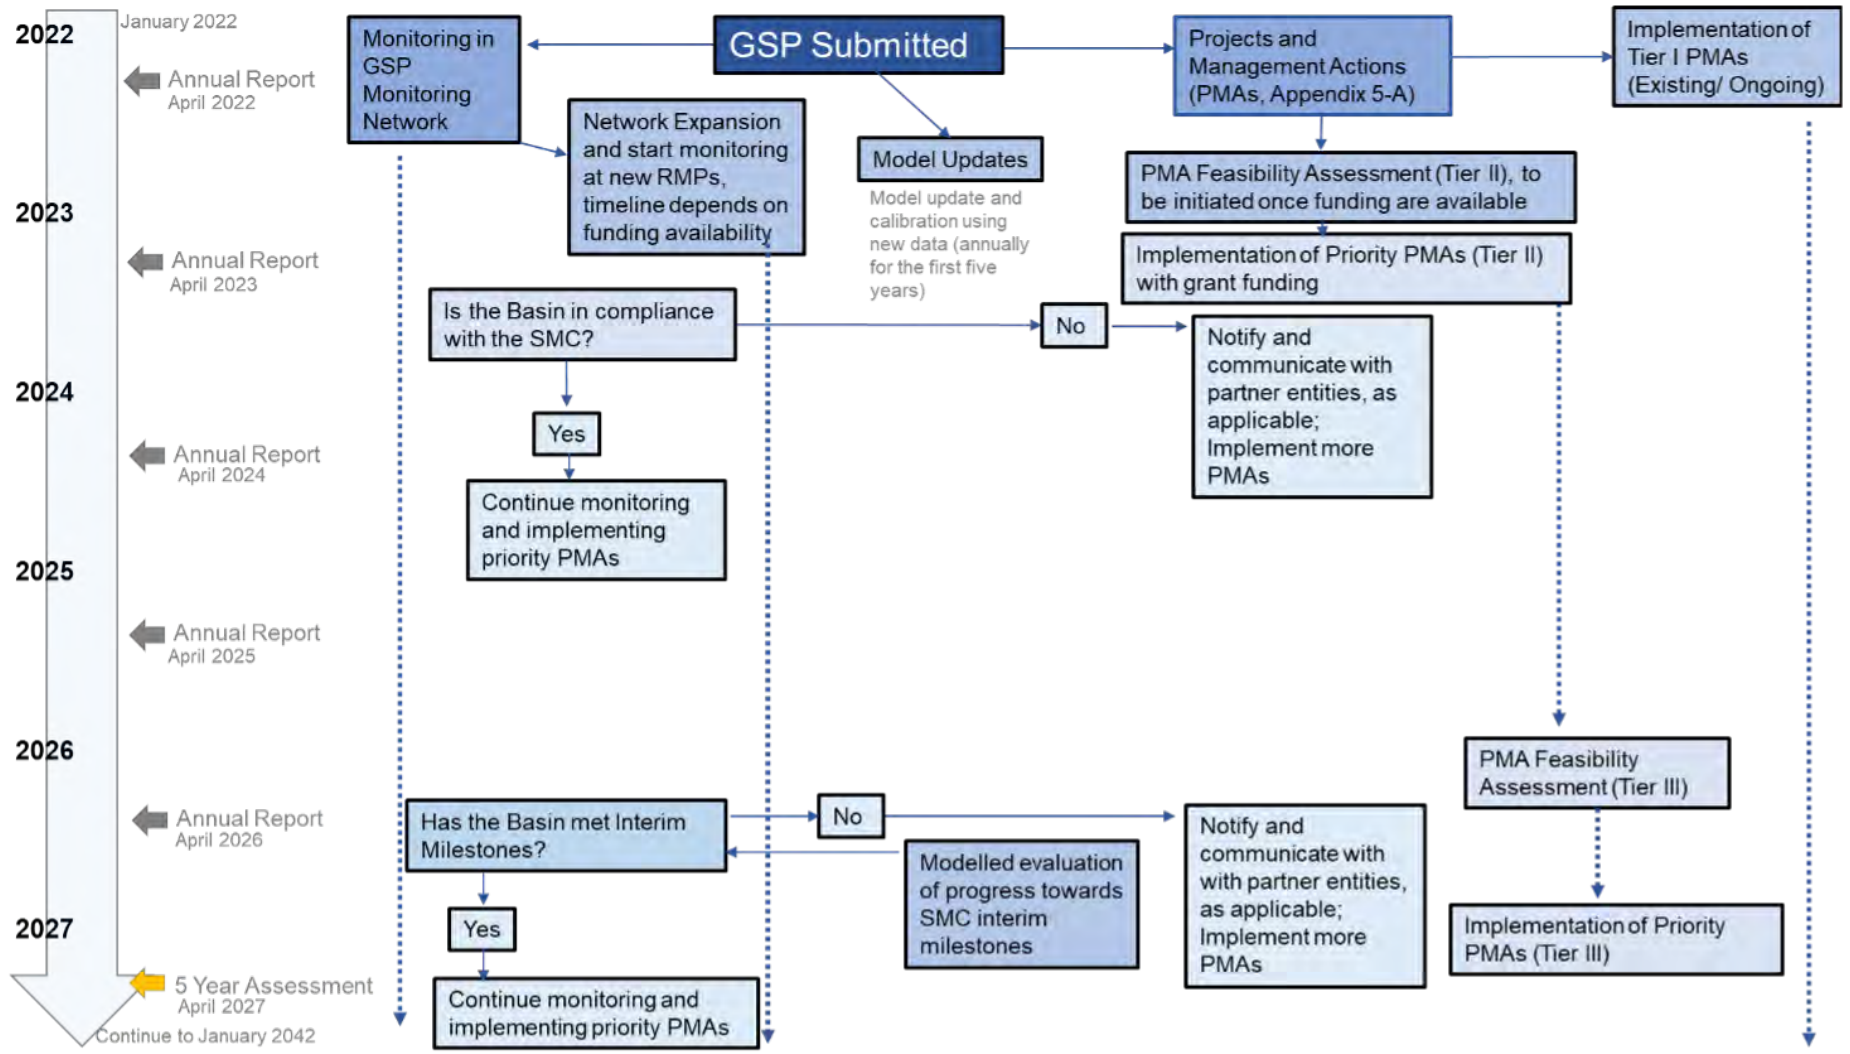 2022
January 2022
Annual Report
April 2022
2023
Annual Report
April 2023
2024
Annual Report
April 2024
2025
Annual Report
April 2025
2026
Annual Report
April 2026
2027
5 Year Assessment
April 2027
Continue to January 2042
GSP Submitted
Monitoring in
GSP
Monitoring
Network
Network Expansion
and start monitoring
at new RMPs,
timeline depends on
funding availability
Model Updates
Model update and
calibration using
new data (annually
for the first five
years)
Projects and
Management Actions
(PMAs, Appendix 5-A)
Implementation of
Tier I PMAs
(Existing/ Ongoing)
PMA Feasibility Assessment (Tier II), to
be initiated once funding are available
Implementation of Priority PMAs (Tier II)
with grant funding
Is the Basin in compliance
with the SMC?
No
Notify and
communicate with
partner entities, as
applicable;
Implement more
PMAs
Yes
Continue monitoring
and implementing
priority PMAs
PMA Feasibility
Assessment (Tier III)
Has the Basin met Interim
Milestones?
No
Modelled evaluation
of progress towards
SMC interim
milestones
Notify and
communicate with
with partner entities,
as applicable;
Implement more
PMAs
Implementation of Priority
PMAs (Tier III)
Yes
Continue monitoring and
implementing priority PMAs